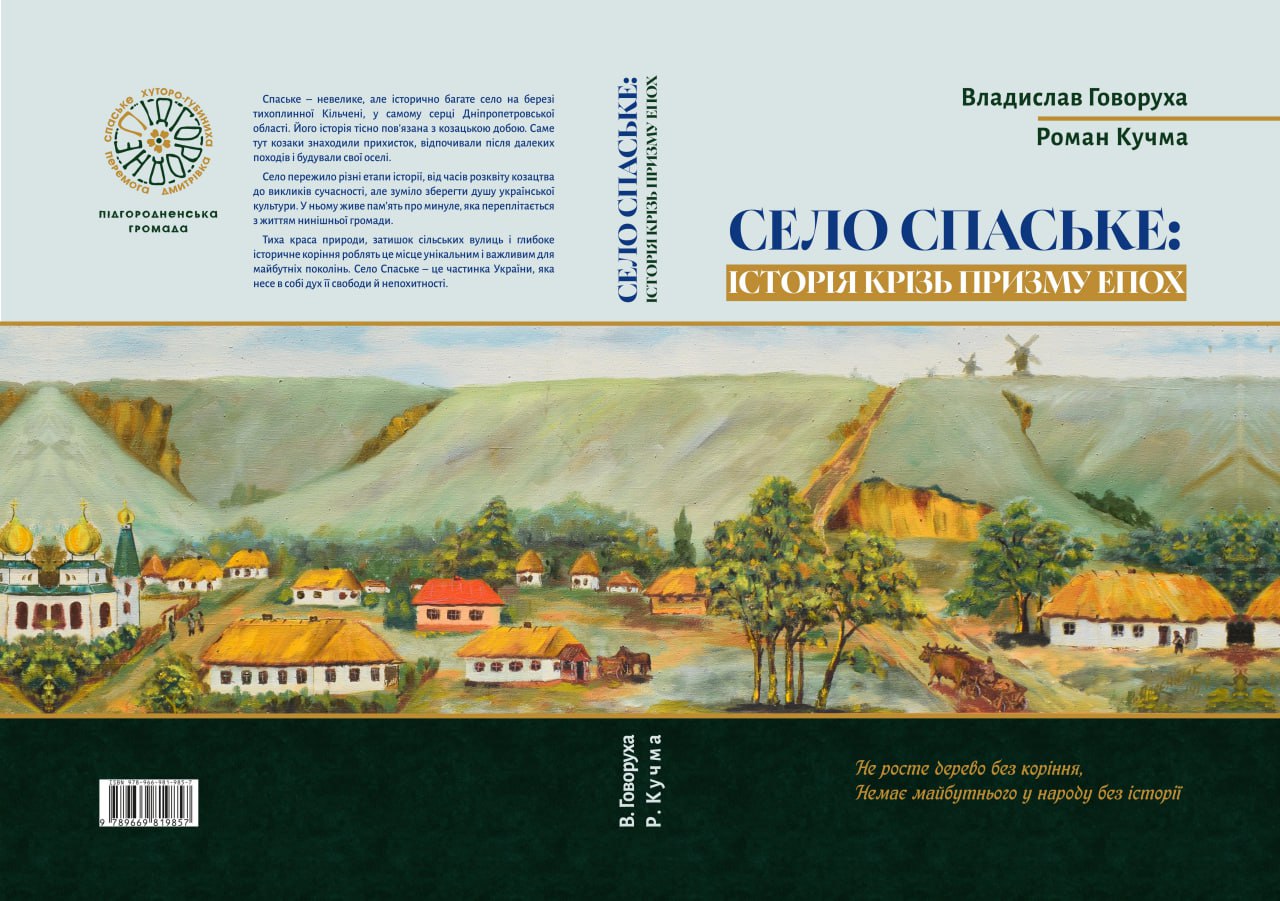 спаське хуторо-губиниха
ПІДГОРОДНЕ
перемога дмитрівка
ПІДГОРОДНЕНСЬКА
ГРОМАДА
Спаське – невелике, але історично багате село на березі
тихоплинної Кільчені, у самому серці Дніпропетровської
області. Його історія тісно пов'язана з козацькою добою. Саме
тут козаки знаходили прихисток, відпочивали після далеких
походів і будували свої оселі.
Село пережило різні етапи історії, від часів розквіту козацтва
до викликів сучасності, але зуміло зберегти душу української
культури. У ньому живе пам'ять про минуле, яка переплітається
з життям нинішньої громади.
Тиха краса природи, затишок сільських вулиць і глибоке
історичне коріння роблять це місце унікальним і важливим для
майбутніх поколінь. Село Спаське – це частинка України, яка
несе в собі дух її свободи й непохитності.
ISBN 978-966-981-985-7
9 789669 819857
СЕЛО СПАСЬКЕ:
ІСТОРІЯ КРІЗЬ ПРИЗМУ ЕПОХ
В. Говоруха
Р. Кучма
Владислав Говоруха
Роман Кучма
СЕЛО СПАСЬКЕ:
ІСТОРІЯ КРІЗЬ ПРИЗМУ ЕПОХ
Не росте дерево без коріння,
Немає майбутнього у народу без історії